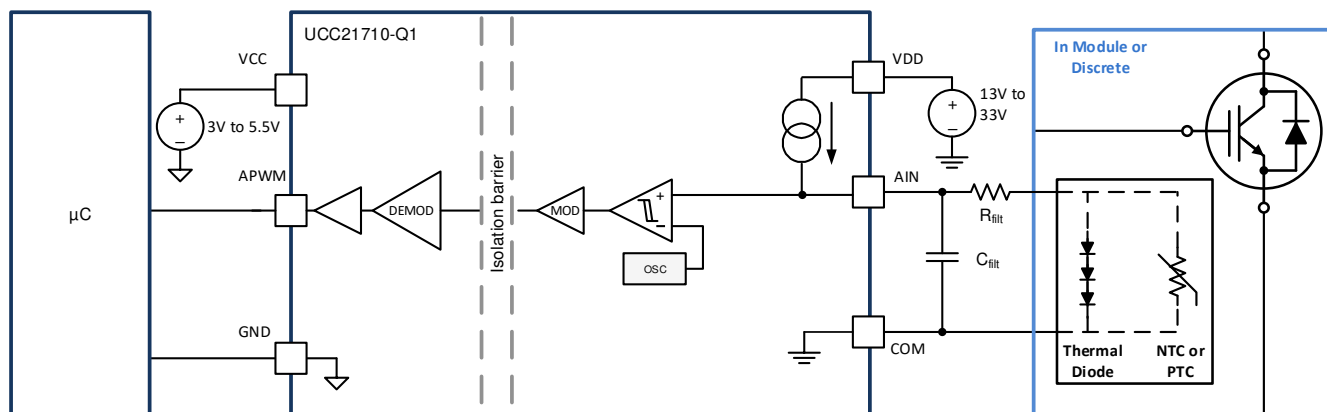 UCC21710-Q1
In Module or
Discrete
VCC
VDD
3V to 5.5V
13V to
33V
APWM
AIN
µC
DEMOD
Isolation barrier
MOD
+
−
OSC
Rfilt
Cfilt
GND
COM
Thermal
Diode
NTC or
PTC